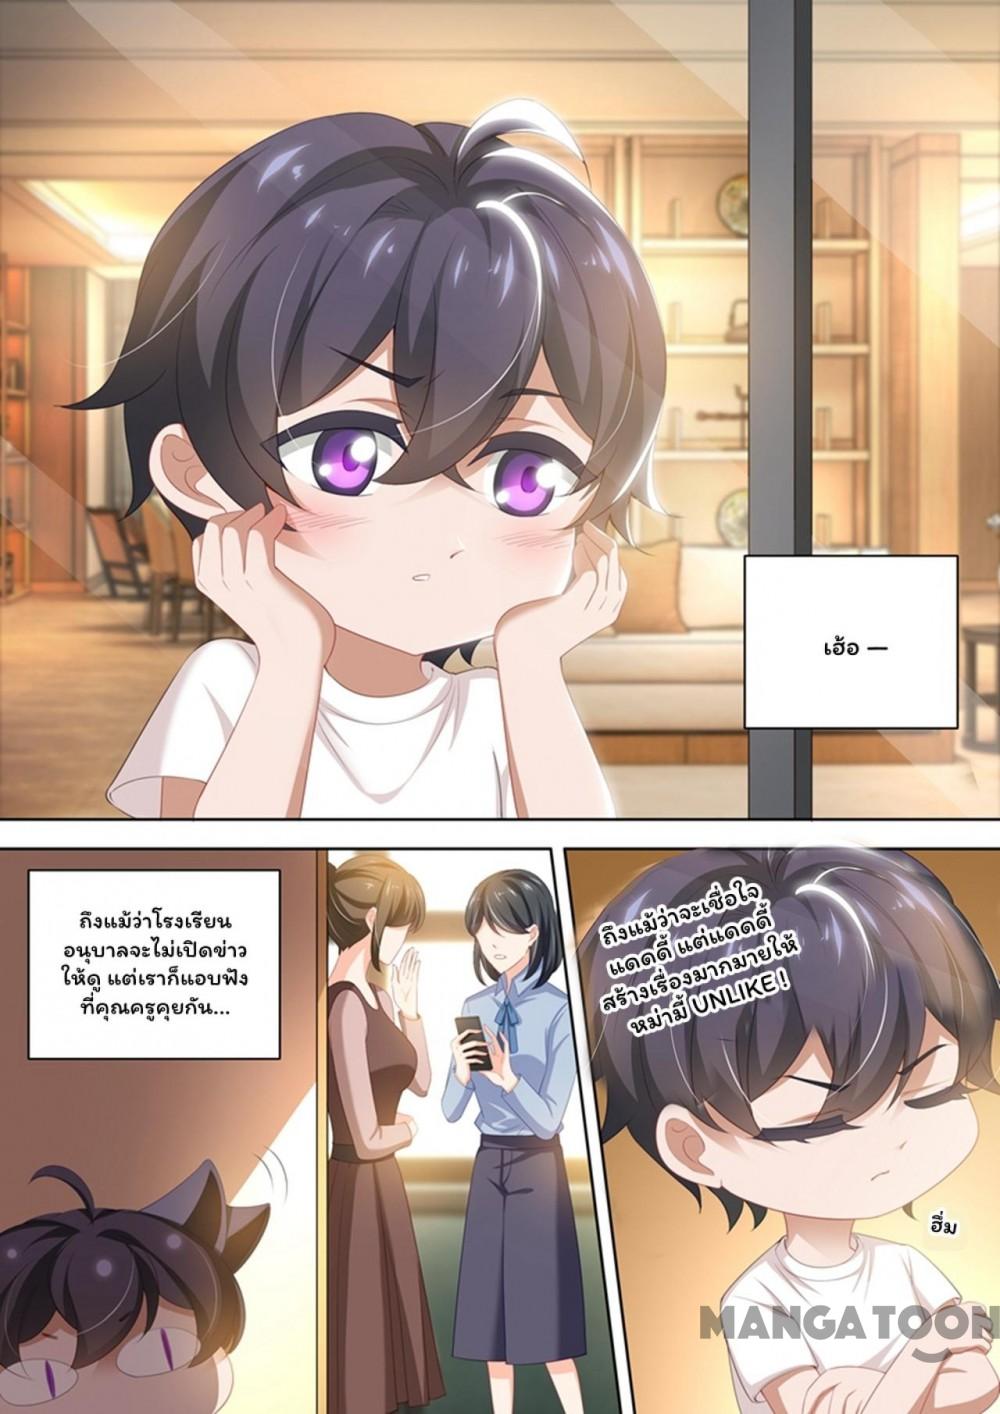 เฮ้อ —
ถึงแม้ว่าโรงเรียน
อนุบาลจะไม่เปิดข่าว
ให้ดู แต่เราก็แอบฟัง
ที่คุณครูคุยกัน...
ถึงแม้ว่าจะเชื่อใจ
แดดดี้ แต่แดดดี้
สร้างเรื่องมากมายให้
หม่ามี้ UNLIKE !
ฮึ่ม
MANGATOON